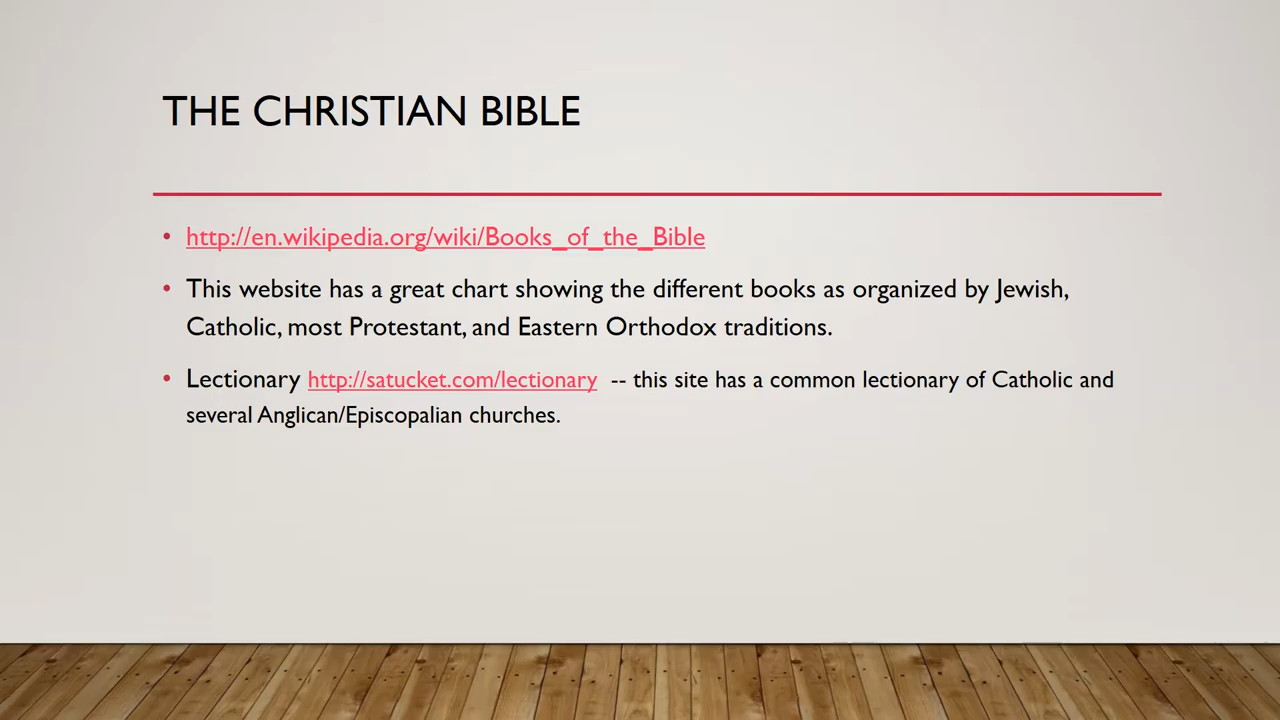 THE CHRISTIAN BIBLE
• http://en.wikipedia.org/wiki/Books_of_the_Bible
• This website has a great chart showing the different books as organized by Jewish,
Catholic, most Protestant, and Eastern Orthodox traditions.
• Lectionary http://satucket.com/lectionary -- this site has a common lectionary of Catholic and
several Anglican/Episcopalian churches.